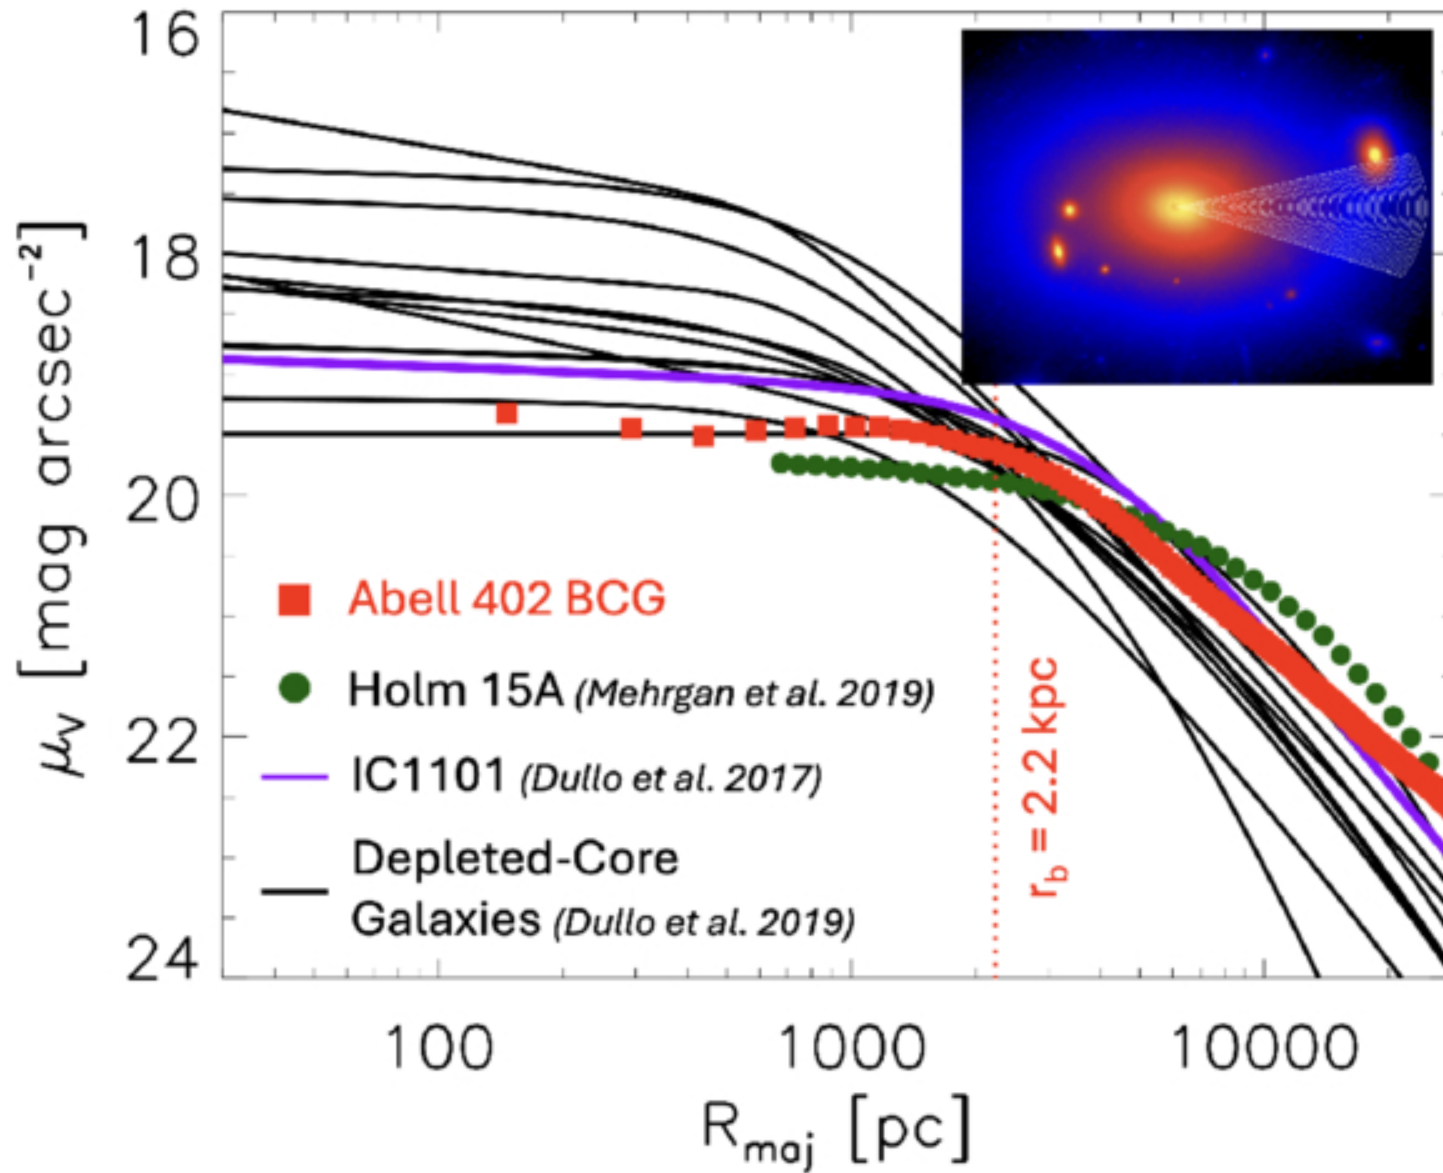 16
18
20
22
24
μV [mag arcsec−2]
Abell 402 BCG
Holm 15A (Mehrgan et al. 2019)
IC1101 (Dullo et al. 2017)
Depleted-Core
Galaxies (Dullo et al. 2019)
rb = 2.2 kpc
100 1000 10000
Rmaj [pc]